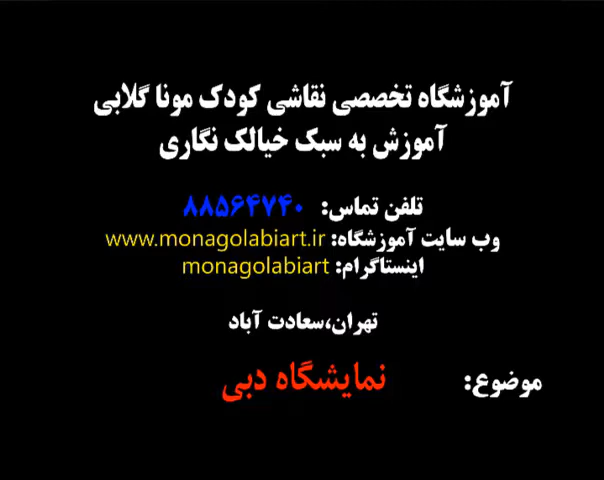 آموزشگاه تخصصی نقاشی کودک مونا گلابی
آموزش به سبک خیالک نگاری
تلفن تماس: ۸۸۵۶۴۷۴۰
وب سایت آموزشگاه: www.monagolabiart.ir
اینستاگرام: monagolabiart
تهران،سعادت آباد
موضوع: نمایشگاه دبی